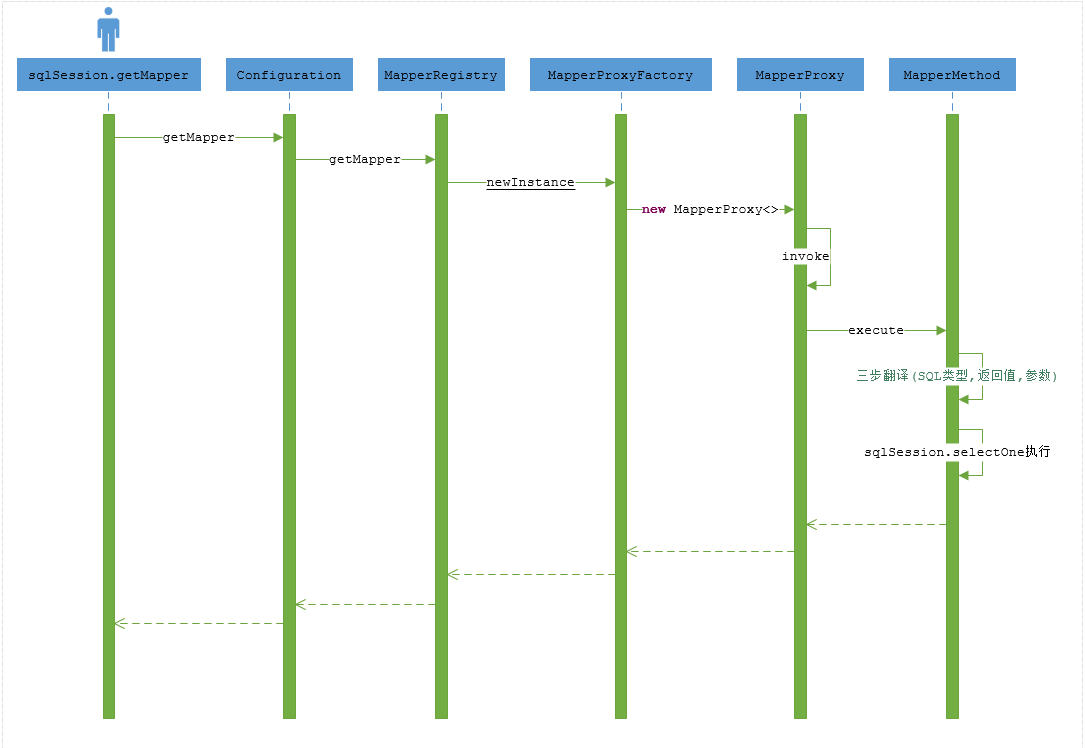 sqlSession.getMapper
Configuration
MapperRegistry
MapperProxyFactory
MapperProxy
MapperMethod
getMapper
getMapper
newInstance
new MapperProxy<>
invoke
execute
三步翻译(SQL类型,返回值,参数)
sqlSession.selectOne执行